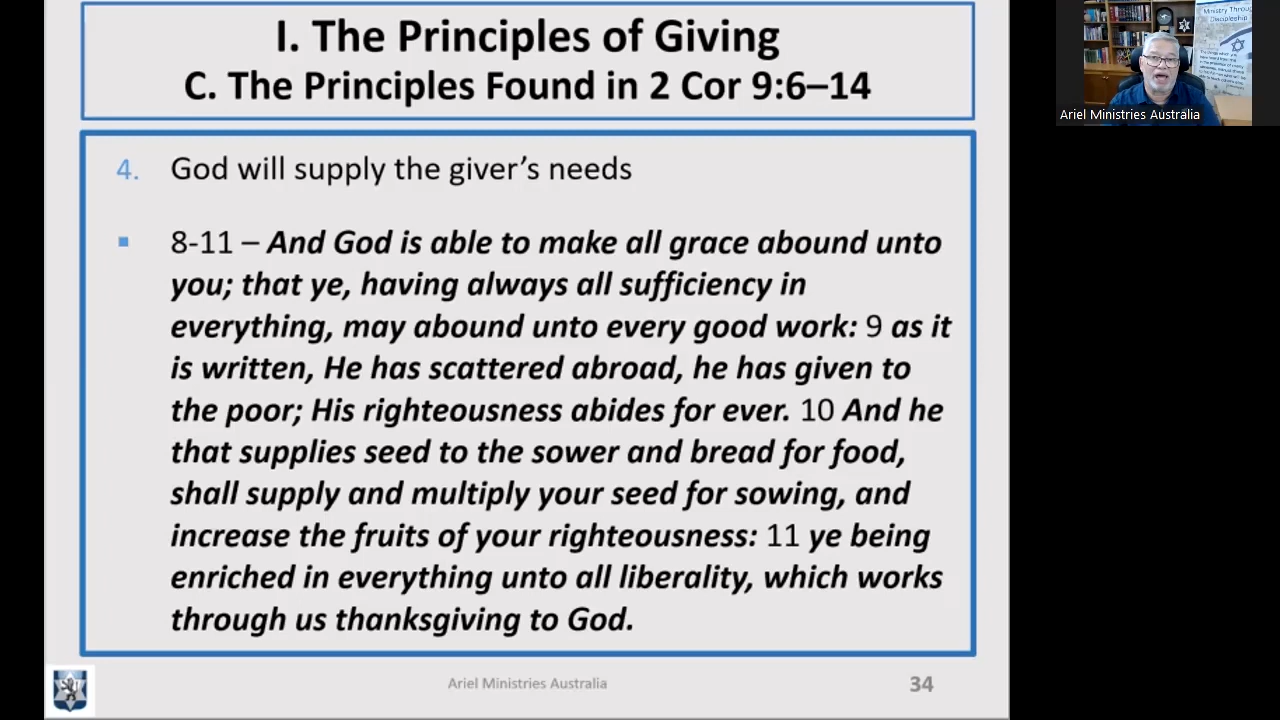 I. The Principles of Giving
C. The Principles Found in 2 Cor 9:6–14
4. God will supply the giver’s needs
▪ 8-11 – And God is able to make all grace abound unto
you; that ye, having always all sufficiency in
everything, may abound unto every good work: 9 as it
is written, He has scattered abroad, he has given to
the poor; His righteousness abides for ever. 10 And he
that supplies seed to the sower and bread for food,
shall supply and multiply your seed for sowing, and
increase the fruits of your righteousness: 11 ye being
enriched in everything unto all liberality, which works
through us thanksgiving to God.
Ariel Ministries Australia
34
Ministry Through
Discipleship
Ariel Ministries Australia